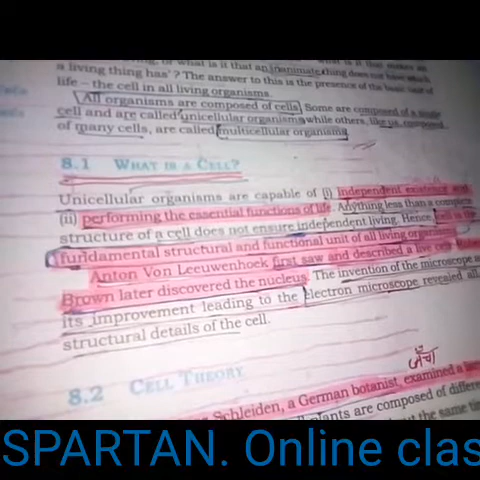 a living thing has'? The answer to this is the presence of the basic unit of
life – the cell in all living organisms.
All organisms are composed of cells. Some are composed of a single
cell and are called unicellular organisms while others, like us, composed
of many cells, are called multicellular organisms.
8.1 WHAT IS A CELL?
Unicellular organisms are capable of (i) independent existence and
(ii) performing the essential functions of life. Anything less than a complete
structure of a cell does not ensure independent living. Hence, cell is the
fundamental structural and functional unit of all living organisms.
Anton Von Leeuwenhoek first saw and described a live cell.
Brown later discovered the nucleus. The invention of the microscope a
its improvement leading to the electron microscope revealed all
structural details of the cell.
8.2 CELL THEORY
Schleiden, a German botanist, examined a
plants are composed of differe
the same tim
SPARTAN. Online clas